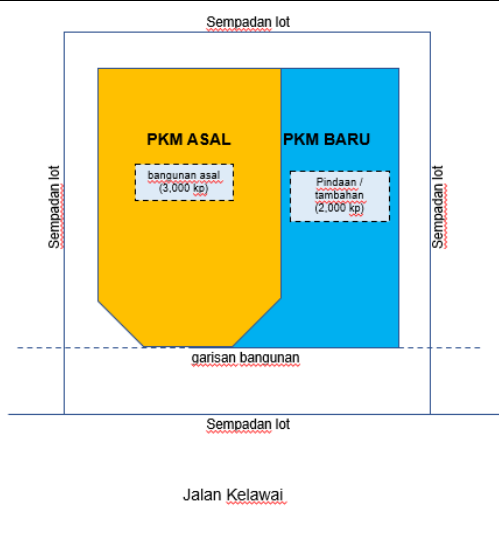 Sempadan lot
PKM ASAL
PKM BARU
bangunan asal
(3,000 kp)
Pindaan /
tambahan
(2,000 kp)
Sempadan lot
Sempadan lot
garisan bangunan
Sempadan lot
Jalan Kelawai